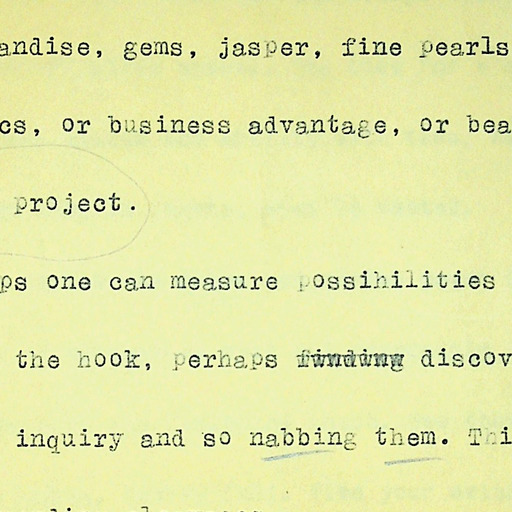 andise, gems, jasper, fine pearls
cs, or business advantage, or bea
project.
ps one can measure possibilities
the hook, perhaps finding discov
inquiry and so nabbing them. Thi